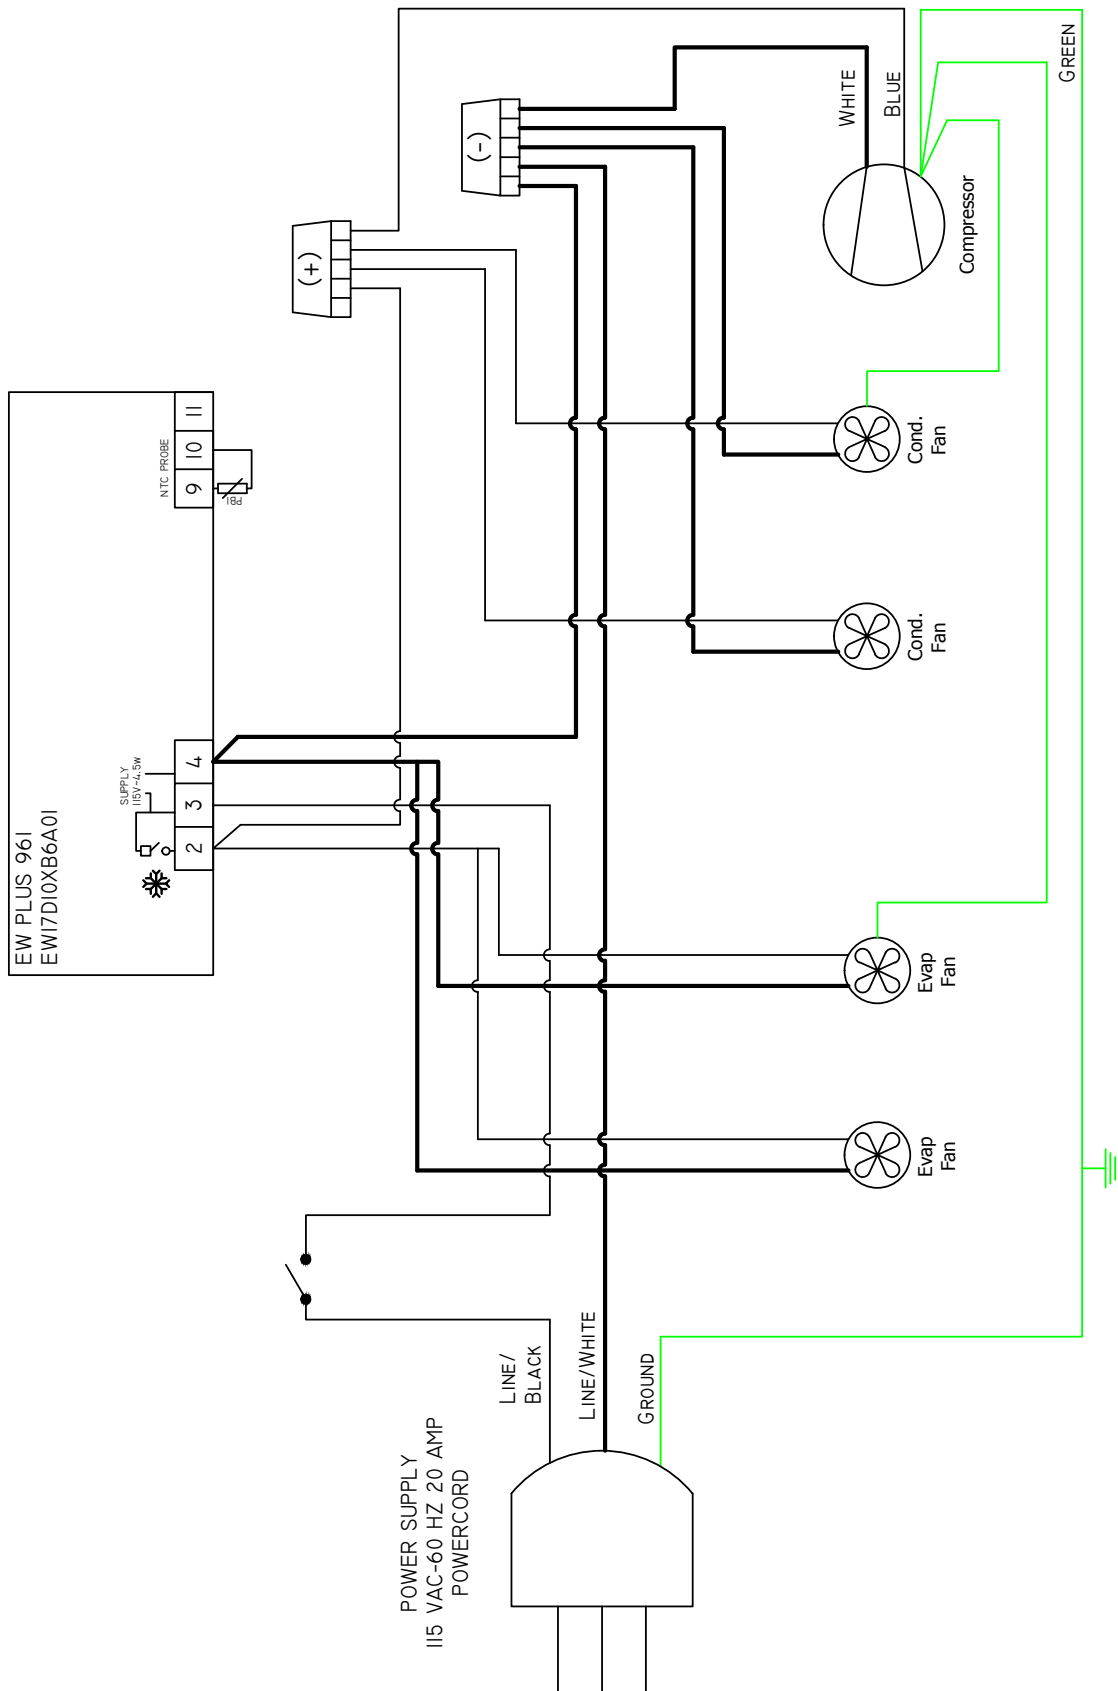 EW PLUS 961
EW17D10XB6A01
SUPPLY
115V-4.5W
2
3
4
NTC PROBE
9
10
11
PB1
(+)
(-)
WHITE
BLUE
GREEN
Compressor
Cond.
Fan
Cond.
Fan
Evap
Fan
Evap
Fan
LINE/
BLACK
LINE/WHITE
GROUND
POWER SUPPLY
115 VAC-60 HZ 20 AMP
POWERCORD